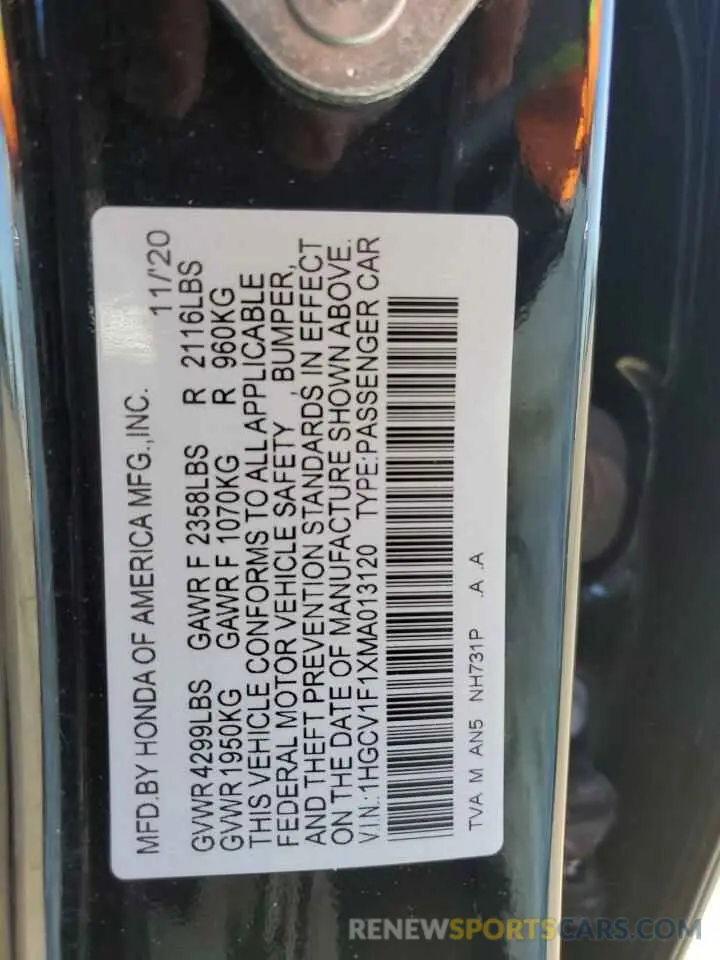 MFD.BY HONDA OF AMERICA MFG.,INC. 11/'20
GVWR 4299LBS GAWR F 2358LBS R 2116LBS
GVWR 1950KG GAWR F 1070KG R 960KG
THIS VEHICLE CONFORMS TO ALL APPLICABLE
FEDERAL MOTOR VEHICLE SAFETY , BUMPER,
AND THEFT PREVENTION STANDARDS IN EFFECT
ON THE DATE OF MANUFACTURE SHOWN ABOVE.
V.I.N.:1HGCV1F1XMA013120 TYPE:PASSENGER CAR
TVA M AN5 NH731P .A .A
RENEWSPORTSCARS.COM